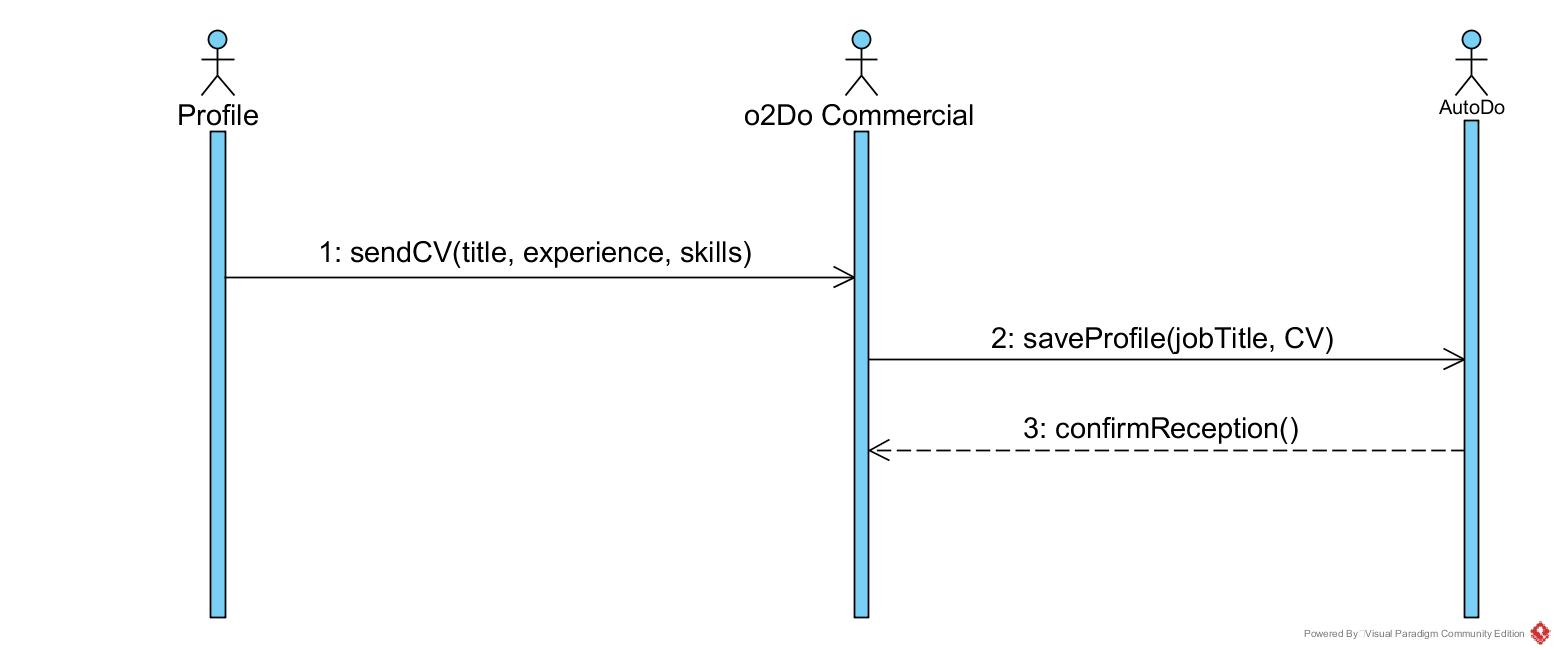 Profile
o2Do Commercial
AutoDo
1: sendCV(title, experience, skills)
2: saveProfile(jobTitle, CV)
3: confirmReception()
Powered By Visual Paradigm Community Edition